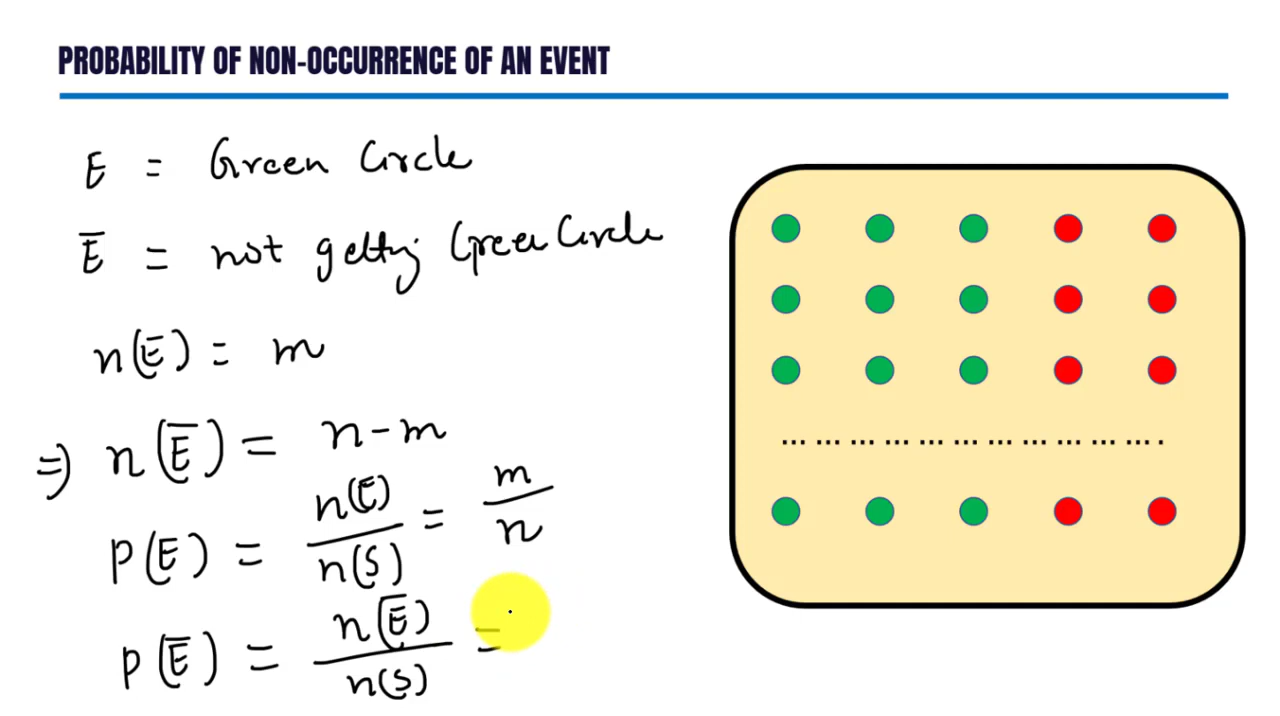 PROBABILITY OF NON-OCCURRENCE OF AN EVENT
E = Green Circle
E̅ = not getting Green Circle
n(E) = m
⇒ n(E̅) = n-m
P(E) = n(E)/n(S) = m/n
P(E̅) = n(E̅)/n(S) =
... ... ... ... ... ... ... ... ... ... ... .